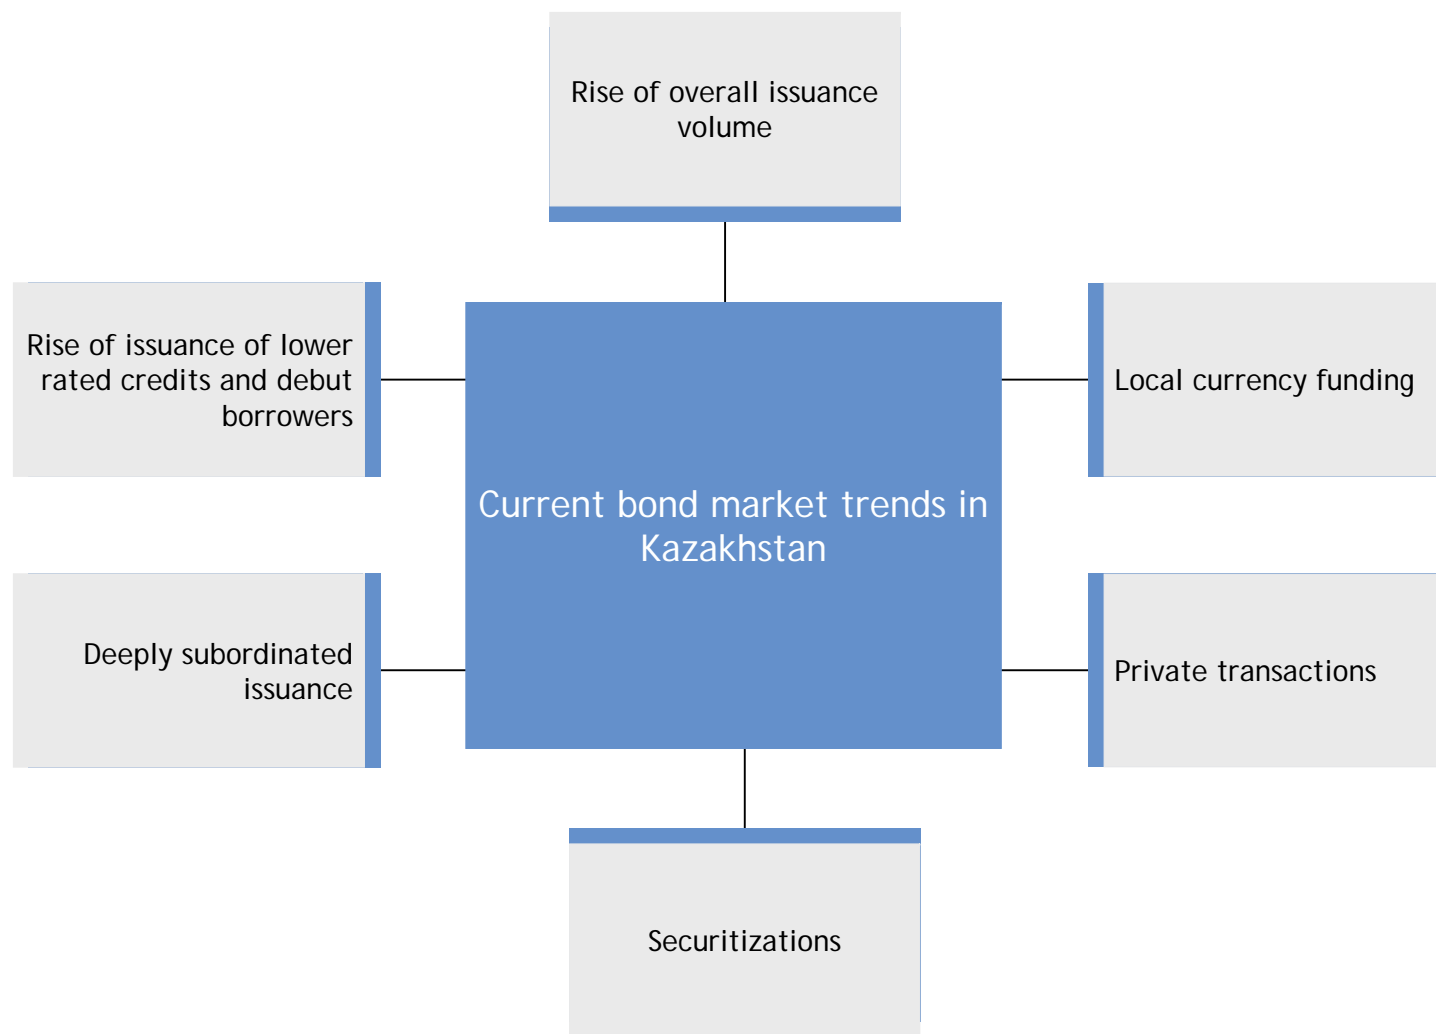 Rise of overall issuance
volume
Rise of issuance of lower
rated credits and debut
borrowers
Local currency funding
Current bond market trends in
Kazakhstan
Deeply subordinated
issuance
Private transactions
Securitizations